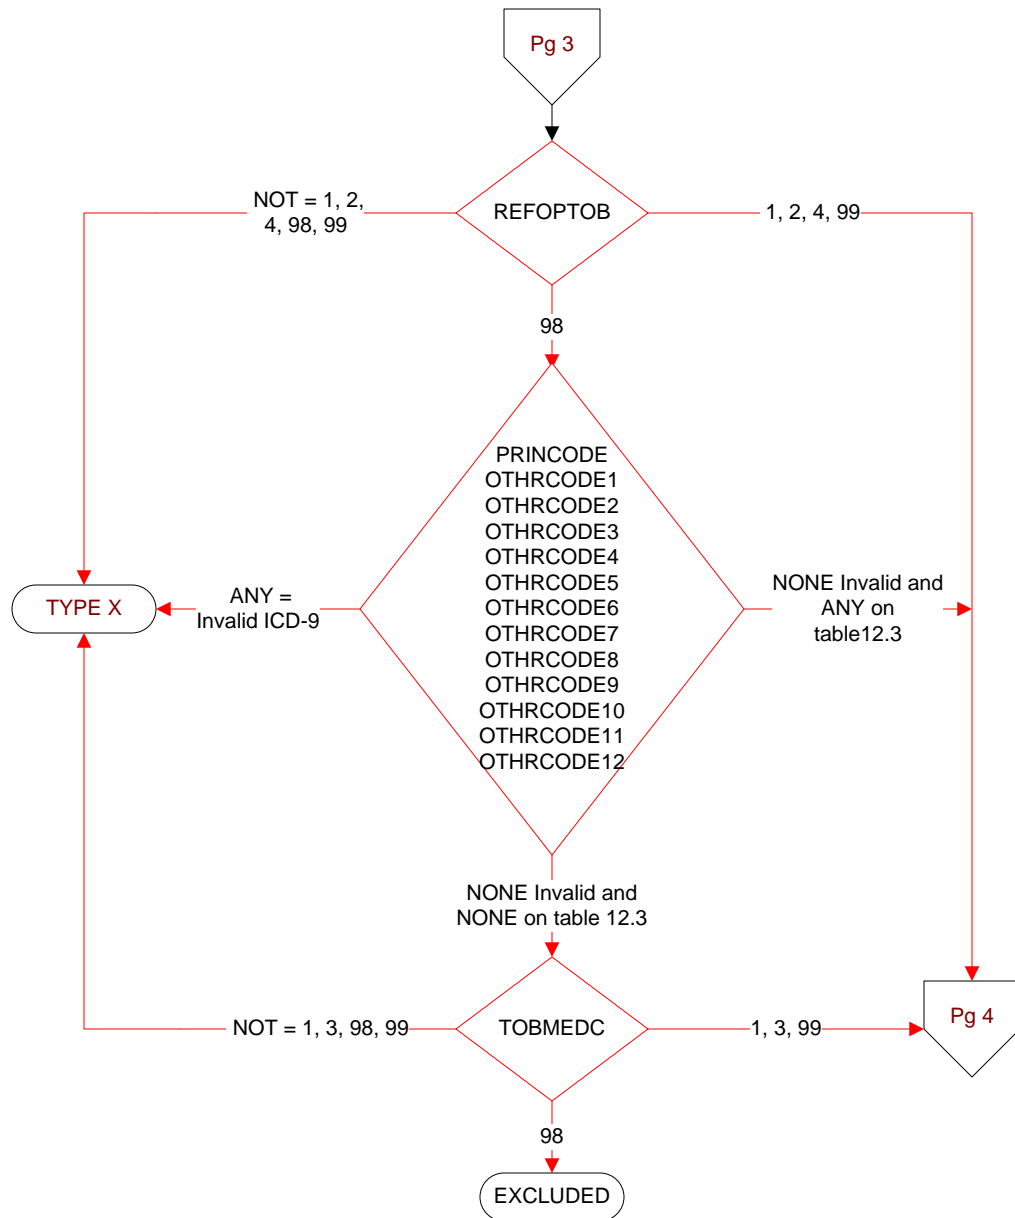 Pg 3
NOT = 1, 2,
4, 98, 99
REFOPTOB
1, 2, 4, 99
98
PRINCODE
OTHRCODE1
OTHRCODE2
OTHRCODE3
OTHRCODE4
OTHRCODE5
OTHRCODE6
OTHRCODE7
OTHRCODE8
OTHRCODE9
OTHRCODE10
OTHRCODE11
OTHRCODE12
TYPE X
ANY =
Invalid ICD-9
NONE Invalid and
ANY on
table12.3
NONE Invalid and
NONE on table 12.3
NOT = 1, 3, 98, 99
TOBMEDC
1, 3, 99
Pg 4
98
EXCLUDED